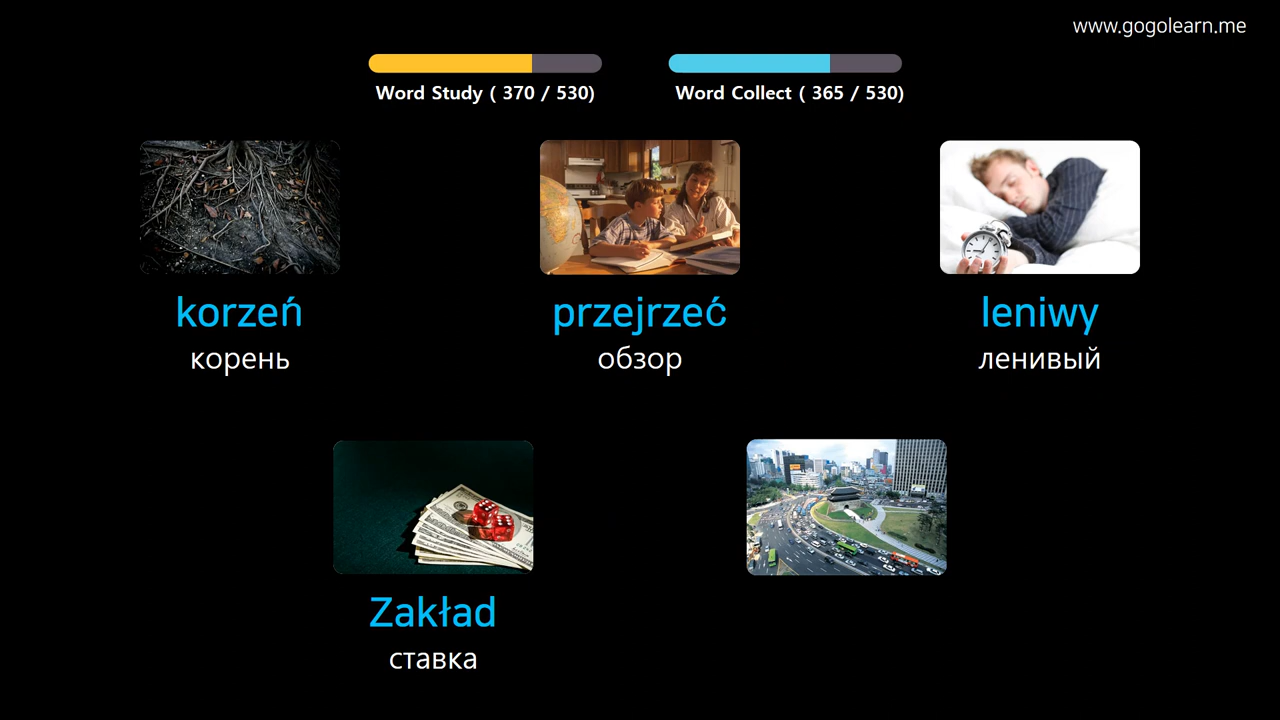 www.gogolearn.me
Word Study ( 370 / 530)
Word Collect ( 365 / 530)
korzeń
корень
przejrzeć
обзор
leniwy
ленивый
Zakład
ставка